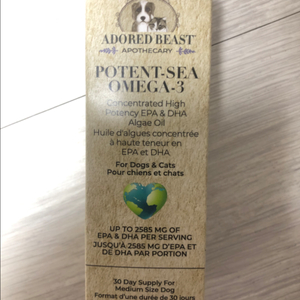 ADORED BEAST
APOTHECARY
POTENT-SEA
OMEGA-3
Concentrated High
Potency EPA & DHA
Algae Oil
Huile d'algues concentrée
à haute teneur en
EPA et DHA
For Dogs & Cats
Pour chiens et chats
UP TO 2585 MG OF
EPA & DHA PER SERVING
JUSQU'À 2585 MG D'EPA ET
DE DHA PAR PORTION
30 Day Supply For
Medium Size Dog
Format d'une durée de 30 jours